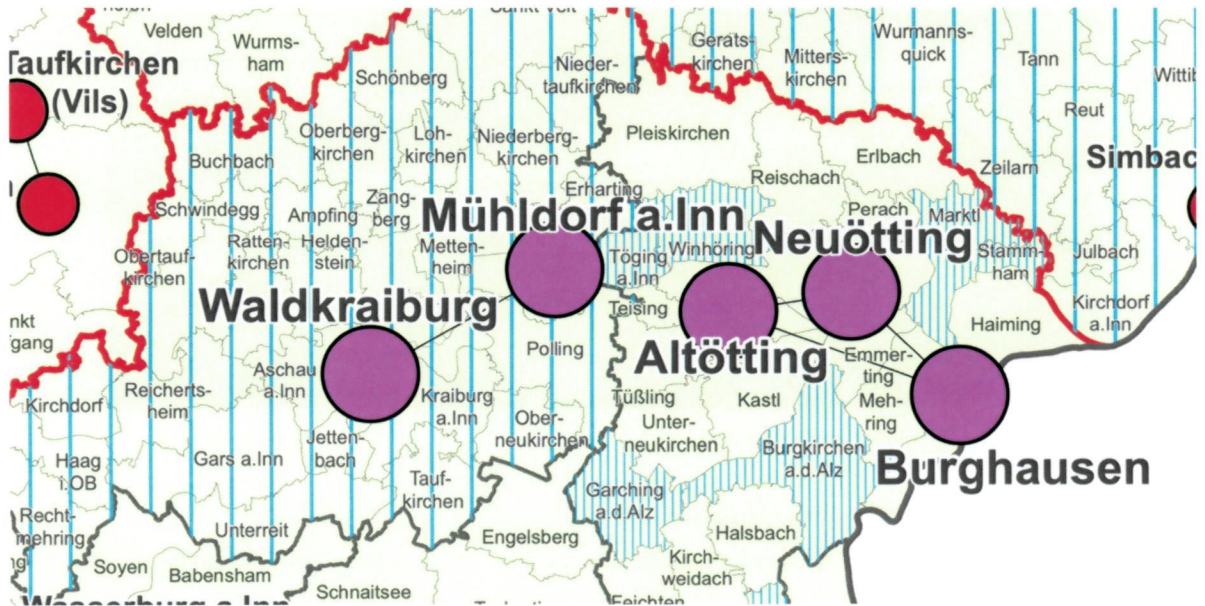 Velden
Wurms-
ham
Taufkirchen
(Vils)
Schönberg
Nieder-
taufkirchen
Gerats-
kirchen
Mitters-
kirchen
Wurmanns-
quick
Tann
Reut
Simbac
Zeilarn
Erlbach
Pleiskirchen
Reischach
Oberberg-
kirchen
Loh-
kirchen
Niederberg-
kirchen
Buchbach
Erharting
Zang-
berg
Schwindegg
Ampfing
Mühldorf a.Inn
Perach
Marktl
Neuötting
Ratten-
kirchen
Helden-
stein
Metten-
heim
Töging
a.Inn
Winhöring
Stamm-
ham
Julbach
Obertauf-
kirchen
Waldkraiburg
Teising
Haiming
Kirchdorf
a.Inn
Polling
Altötting
Emmer-
ting
Aschau
a.Inn
Reicherts-
heim
Kirchdorf
Kraiburg
a.Inn
Ober-
neukirchen
Tüßling
Kastl
Meh-
ring
Unter-
neukirchen
Jetten-
bach
Burgkirchen
a.d.Alz
Burghausen
Haag
i.OB
Gars a.Inn
Tauf-
kirchen
Garching
a.d.Alz
Recht-
mehring
Unterreit
Engelsberg
Halsbach
Kirch-
weidach
Soyen
Babensham
Schnaitsee
Feichten
Wasserburg a.Inn